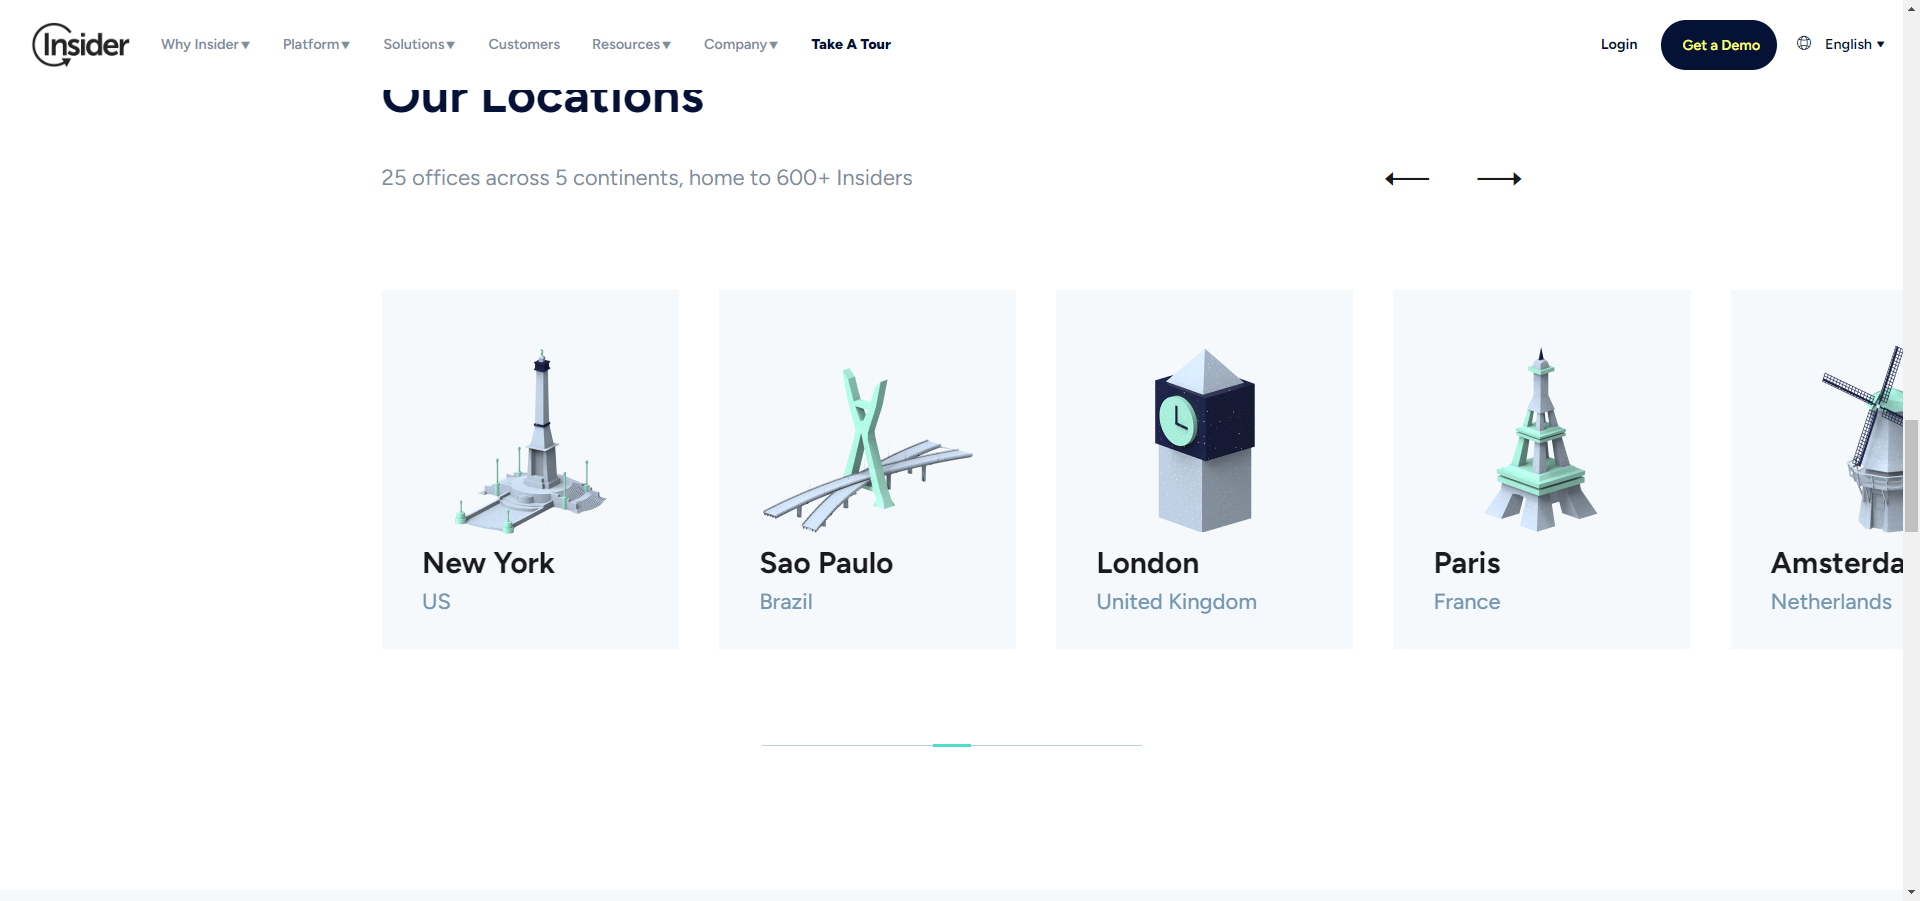 Insider
Why Insider▼ Platform▼ Solutions▼ Customers Resources▼ Company▼ Take A Tour Login Get a Demo English ▼
Our Locations
25 offices across 5 continents, home to 600+ Insiders
New York
US
Sao Paulo
Brazil
London
United Kingdom
Paris
France
Amsterda
Netherlands